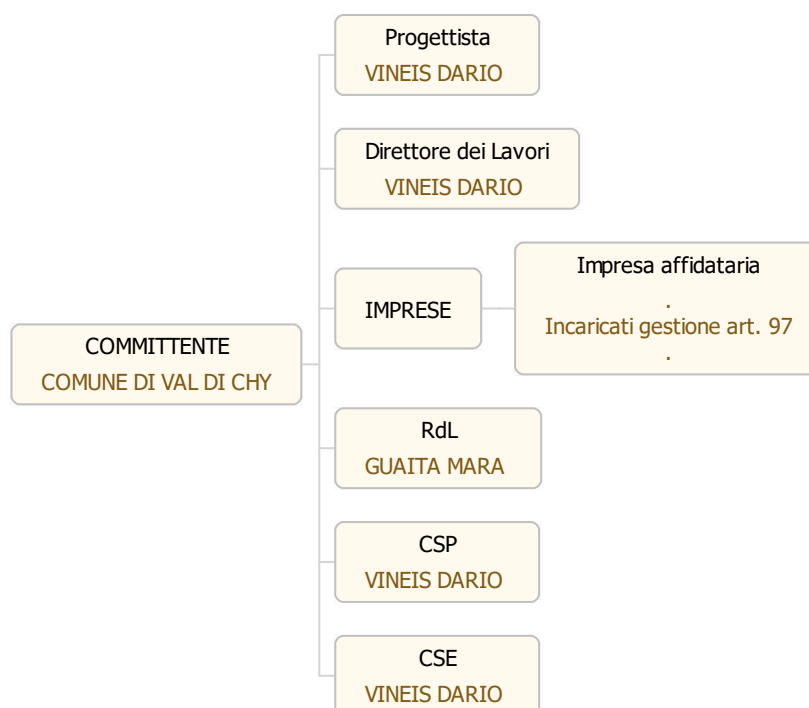 Progettista
VINEIS DARIO
Direttore dei Lavori
VINEIS DARIO
IMPRESE
Impresa affidataria
.
Incaricati gestione art. 97
.
COMMITTENTE
COMUNE DI VAL DI CHY
RdL
GUAITA MARA
CSP
VINEIS DARIO
CSE
VINEIS DARIO